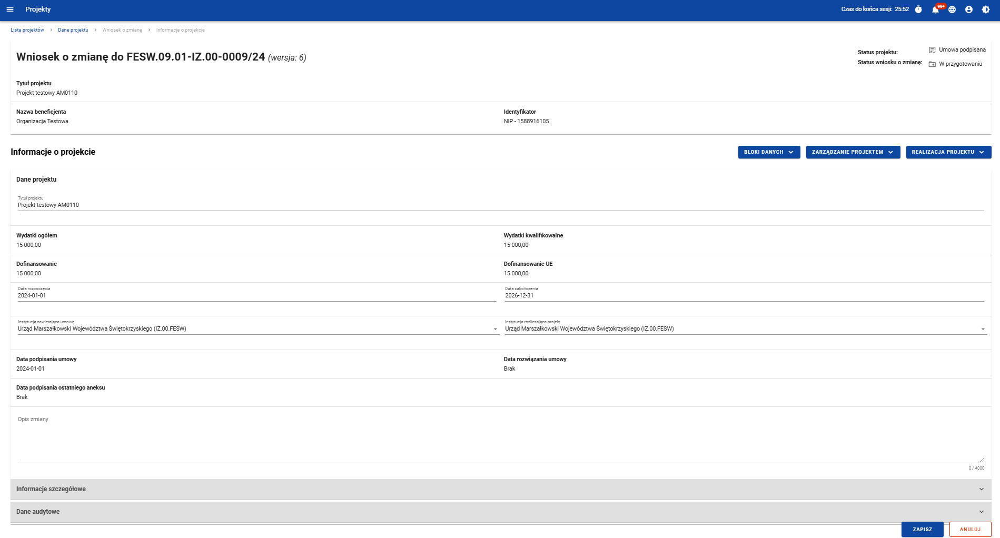 Projekty
Czas do końca sesji: 25:52
99+
Lista projektów > Dane projektu > Wniosek o zmianę > Informacje o projekcie
Wniosek o zmianę do FESW.09.01-IZ.00-0009/24 (wersja: 6)
Status projektu: Umowa podpisana
Status wniosku o zmianę: W przygotowaniu
Tytuł projektu
Projekt testowy AM0110
Nazwa beneficjenta
Organizacja Testowa
Identyfikator
NIP - 1588916105
Informacje o projekcie
BLOKI DANYCH
ZARZĄDZANIE PROJEKTEM
REALIZACJA PROJEKTU
Dane projektu
Tytuł projektu
Projekt testowy AM0110
Wydatki ogółem
15 000,00
Wydatki kwalifikowalne
15 000,00
Dofinansowanie
15 000,00
Dofinansowanie UE
15 000,00
Data rozpoczęcia
2024-01-01
Data zakończenia
2026-12-31
Instytucja zawierająca umowę
Urząd Marszałkowski Województwa Świętokrzyskiego (IZ.00.FESW)
Instytucja rozliczająca projekt
Urząd Marszałkowski Województwa Świętokrzyskiego (IZ.00.FESW)
Data podpisania umowy
2024-01-01
Data rozwiązania umowy
Brak
Data podpisania ostatniego aneksu
Brak
Opis zmiany
0 / 4000
Informacje szczegółowe
Dane audytowe
ZAPISZ
ANULUJ